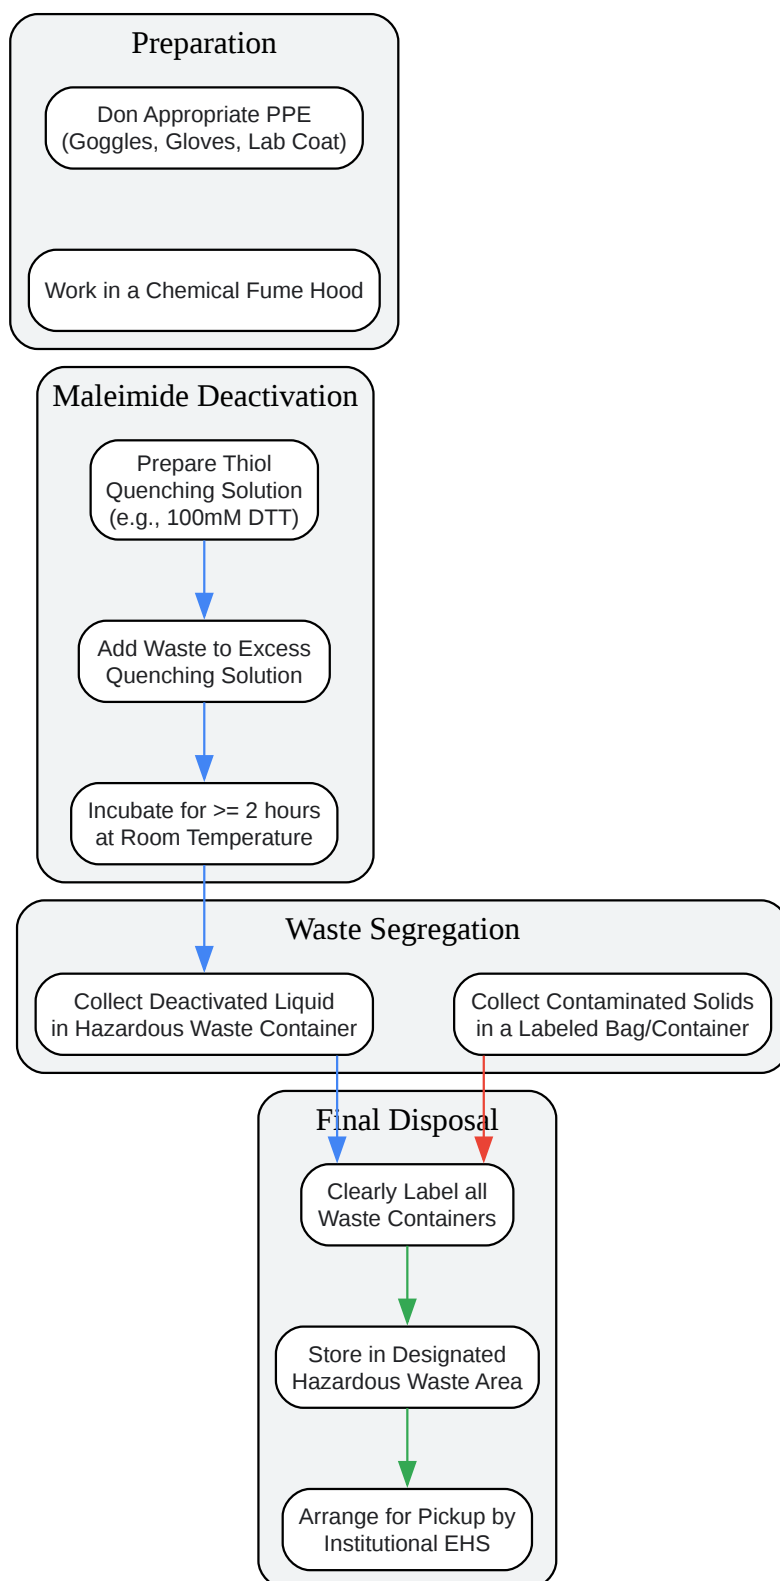 Preparation
Don Appropriate PPE
(Goggles, Gloves, Lab Coat)
Work in a Chemical Fume Hood
Maleimide Deactivation
Prepare Thiol
Quenching Solution
(e.g., 100mM DTT)
Add Waste to Excess
Quenching Solution
Incubate for >= 2 hours
at Room Temperature
Waste Segregation
Collect Deactivated Liquid
in Hazardous Waste Container
Collect Contaminated Solids
in a Labeled Bag/Container
Final Disposal
Clearly Label all
Waste Containers
Store in Designated
Hazardous Waste Area
Arrange for Pickup by
Institutional EHS